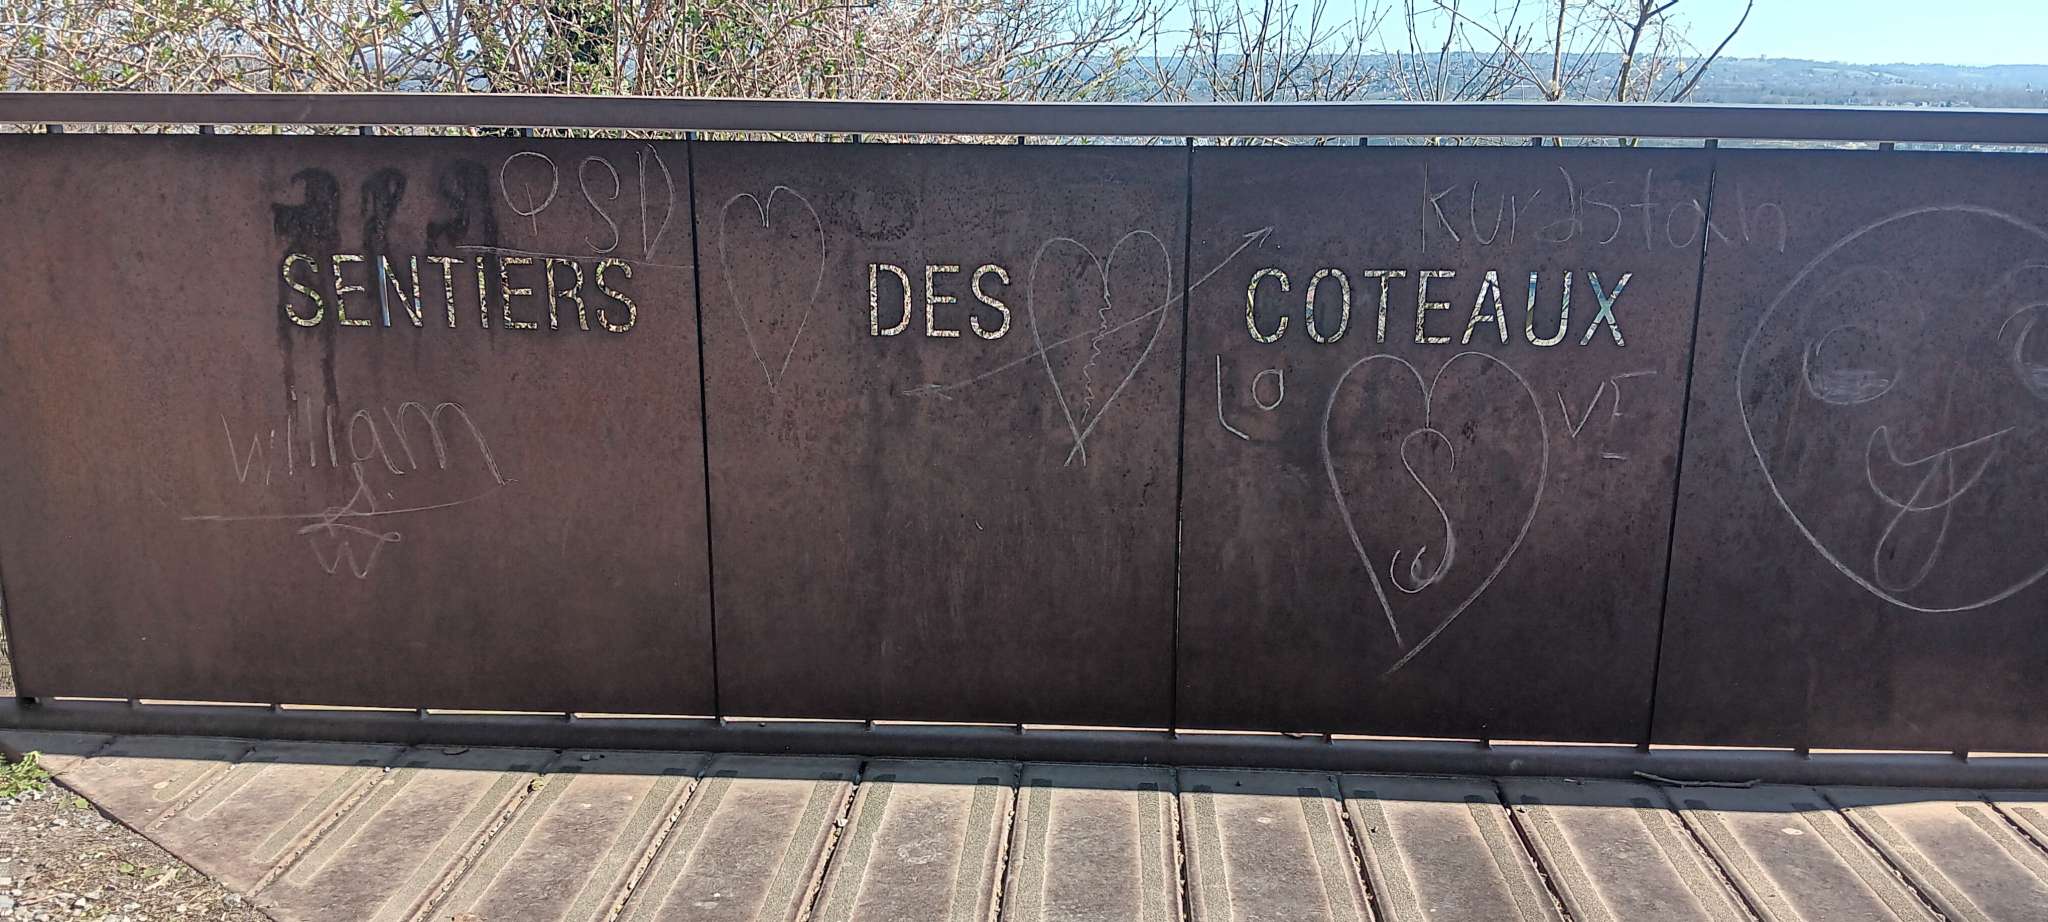 PSD
Kurdistan
SENTIERS DES COTEAUX
William
Lo VE
S